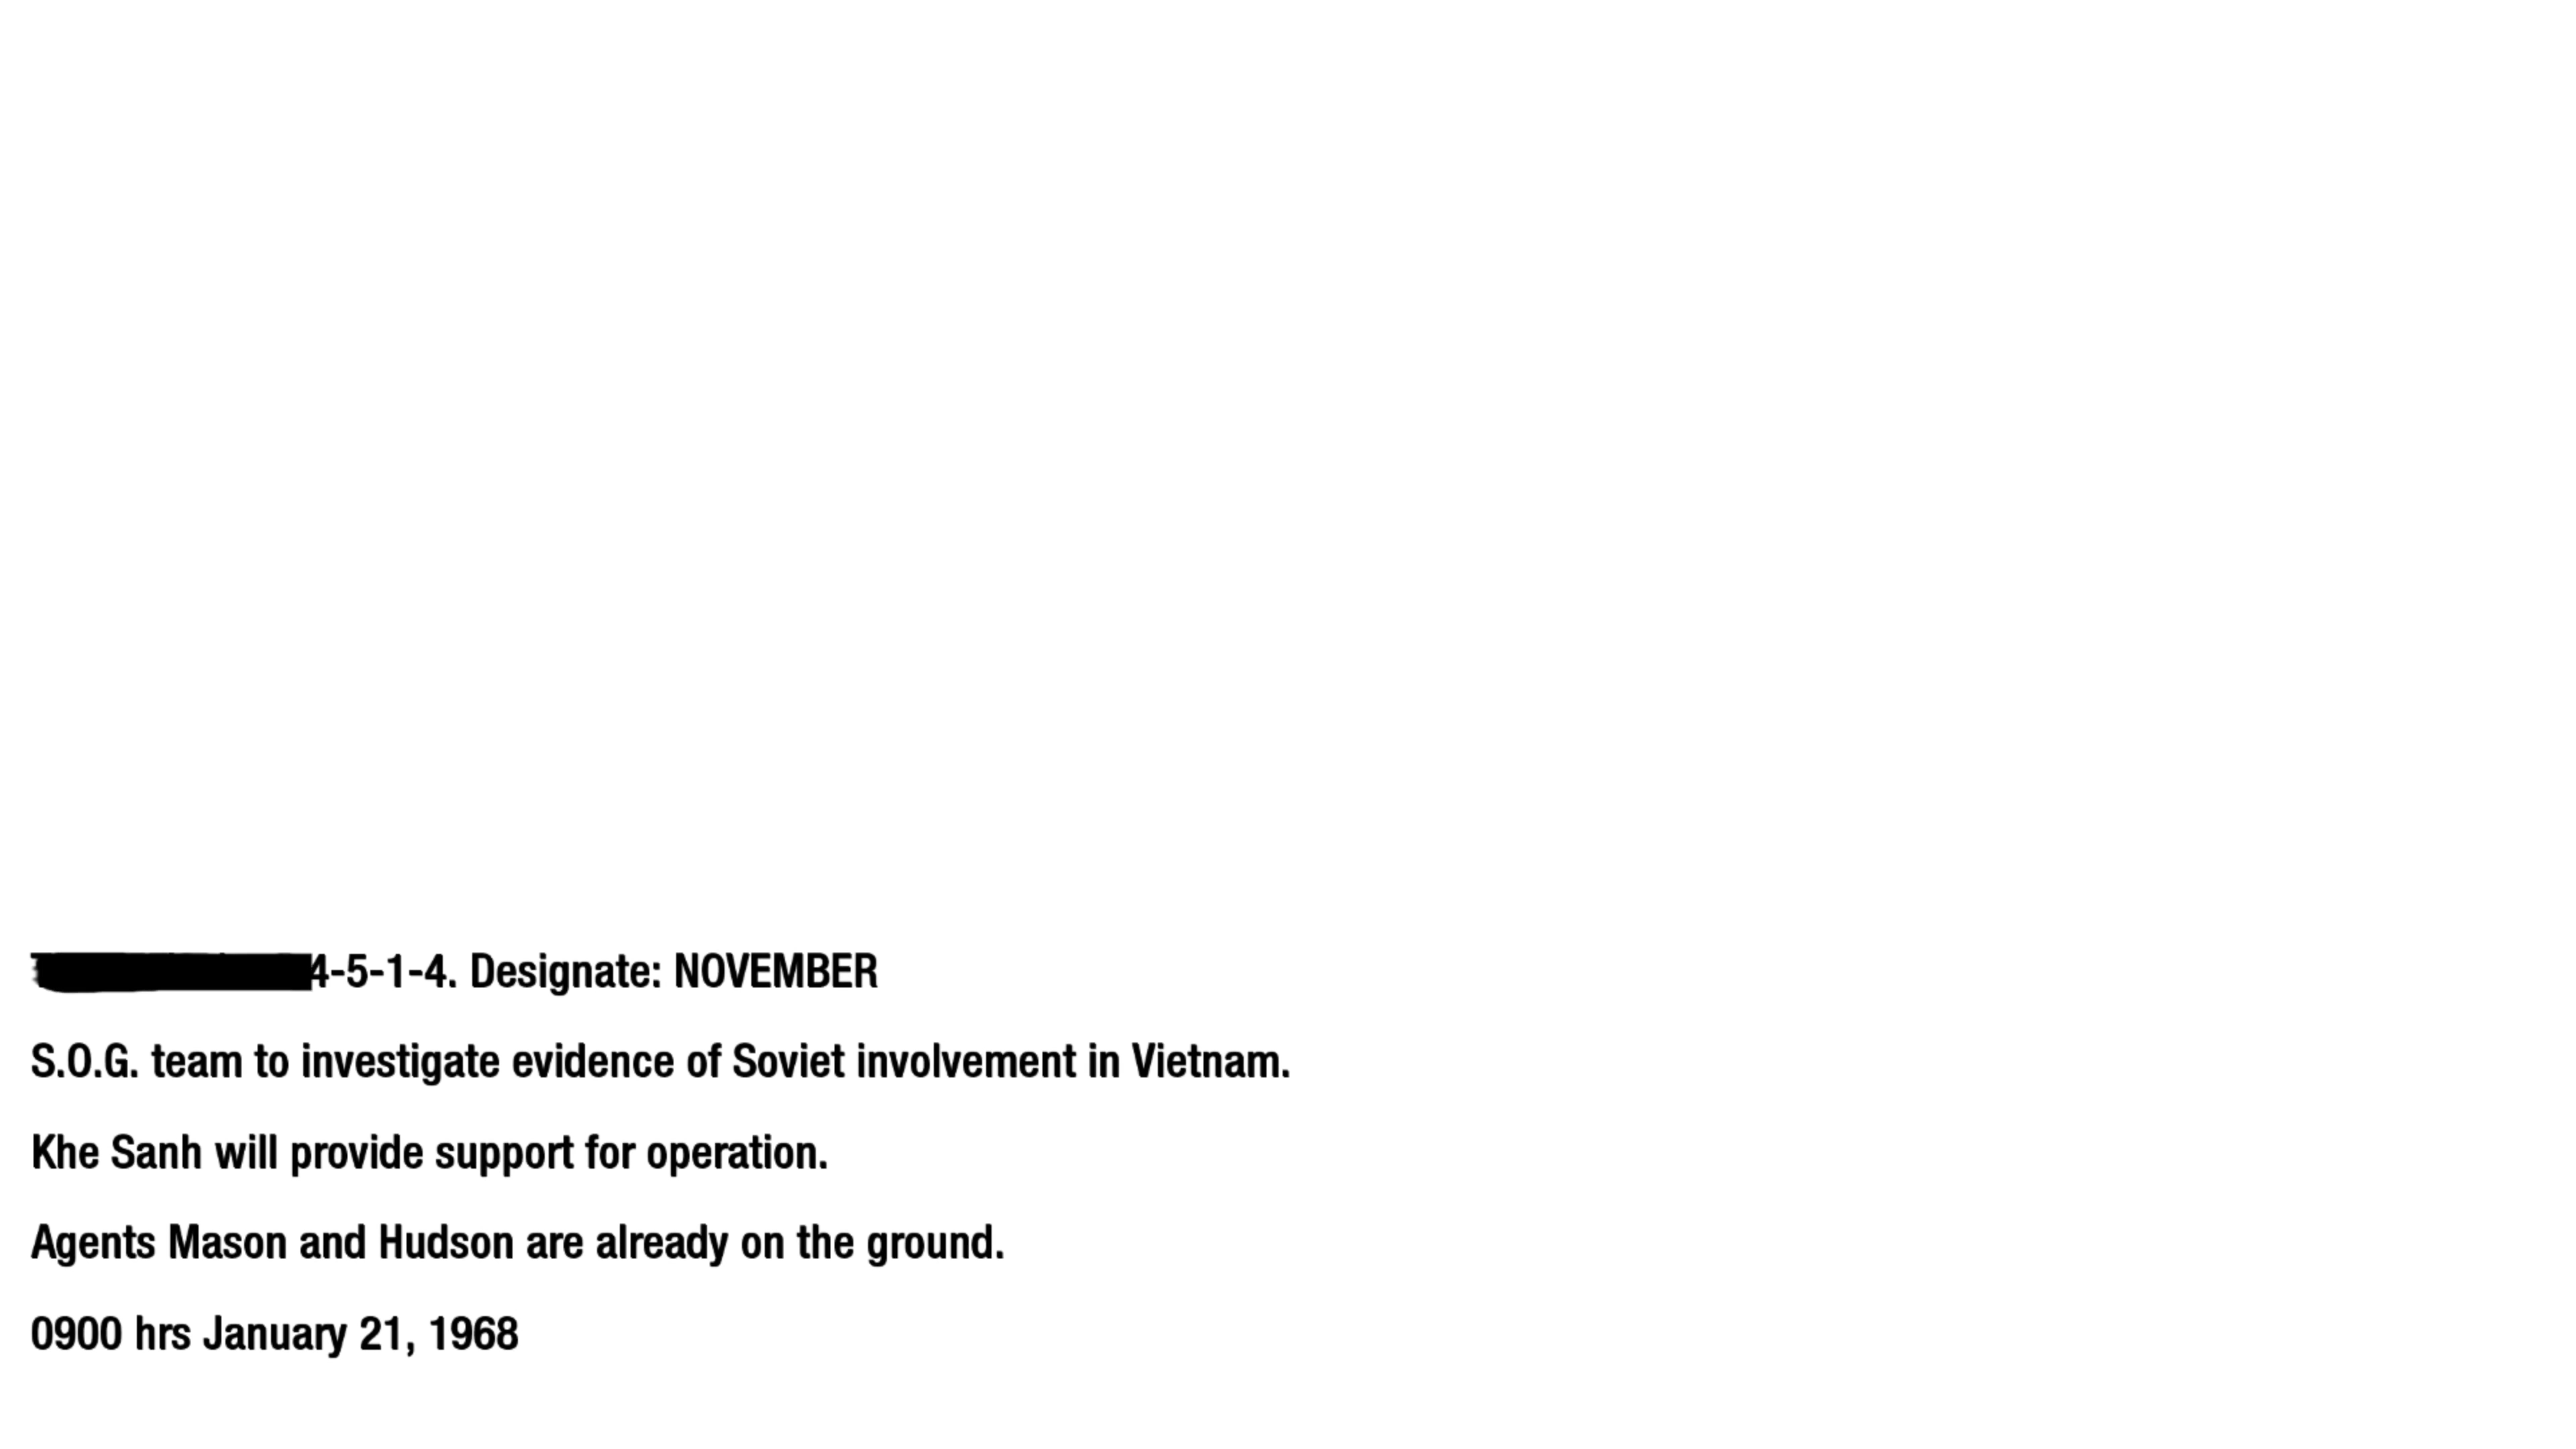 4-5-1-4. Designate: NOVEMBER
S.O.G. team to investigate evidence of Soviet involvement in Vietnam.
Khe Sanh will provide support for operation.
Agents Mason and Hudson are already on the ground.
0900 hrs January 21, 1968